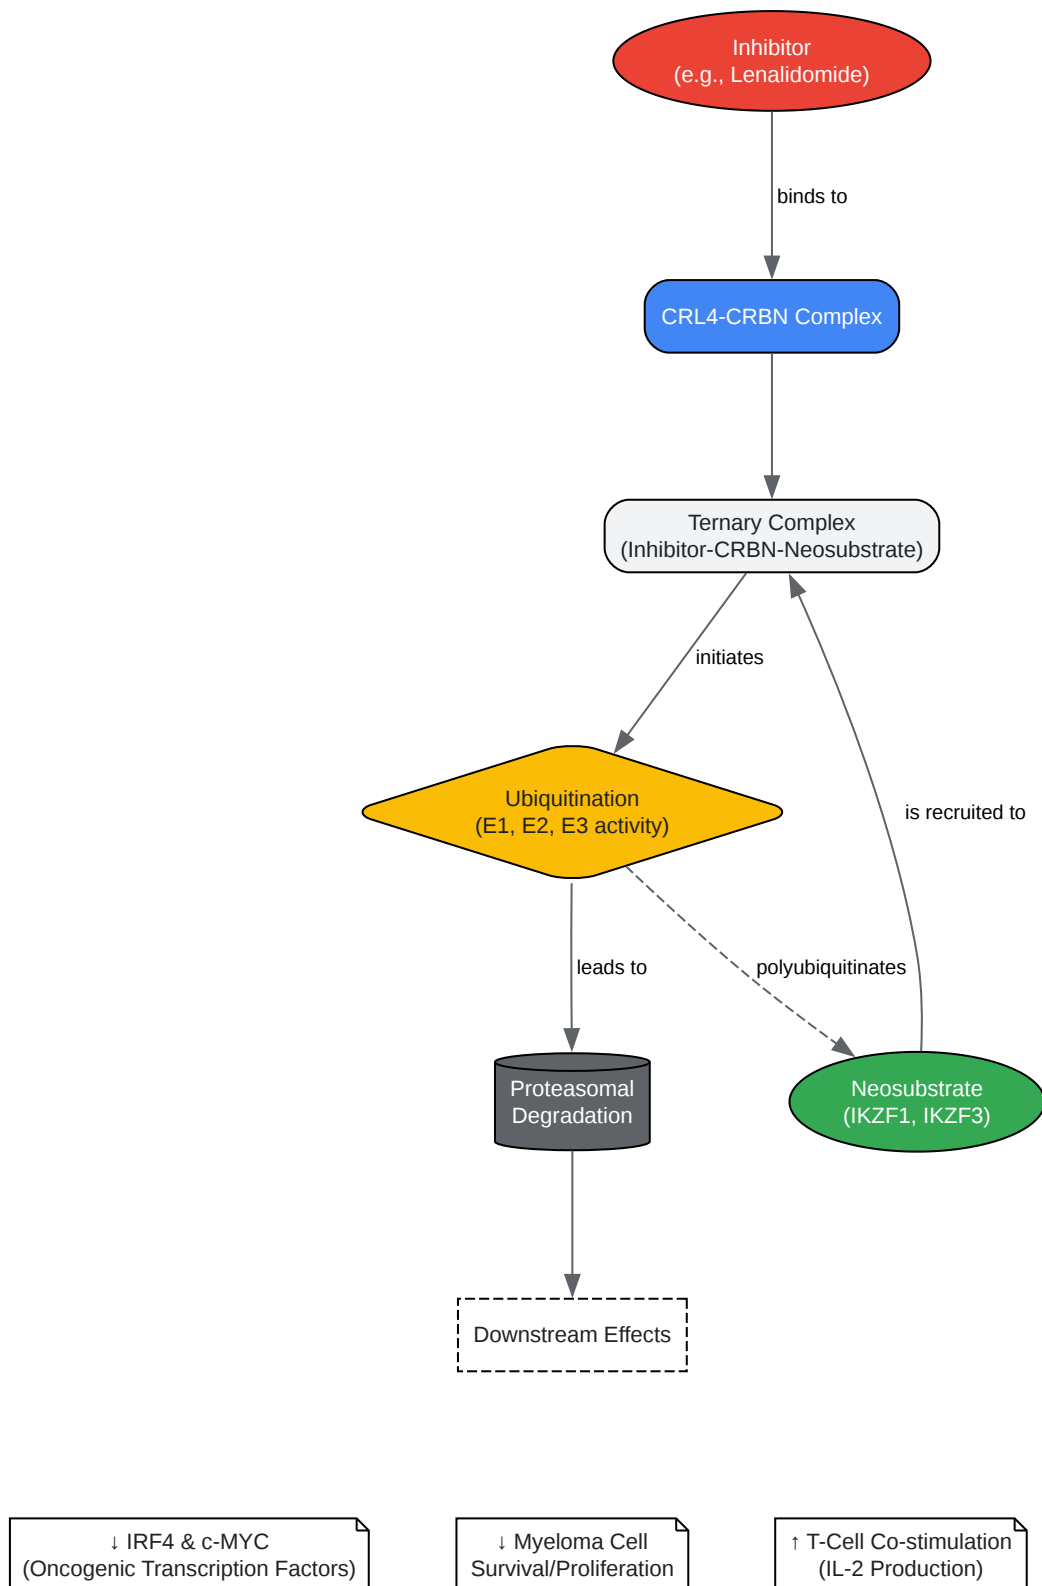 Inhibitor
(e.g., Lenalidomide)
binds to
CRL4-CRBN Complex
Ternary Complex
(Inhibitor-CRBN-Neosubstrate)
initiates
Ubiquitination
(E1, E2, E3 activity)
is recruited to
leads to
polyubiquitinates
Proteasomal
Degradation
Neosubstrate
(IKZF1, IKZF3)
Downstream Effects
↓ IRF4 & c-MYC
(Oncogenic Transcription Factors)
↓ Myeloma Cell
Survival/Proliferation
↑ T-Cell Co-stimulation
(IL-2 Production)